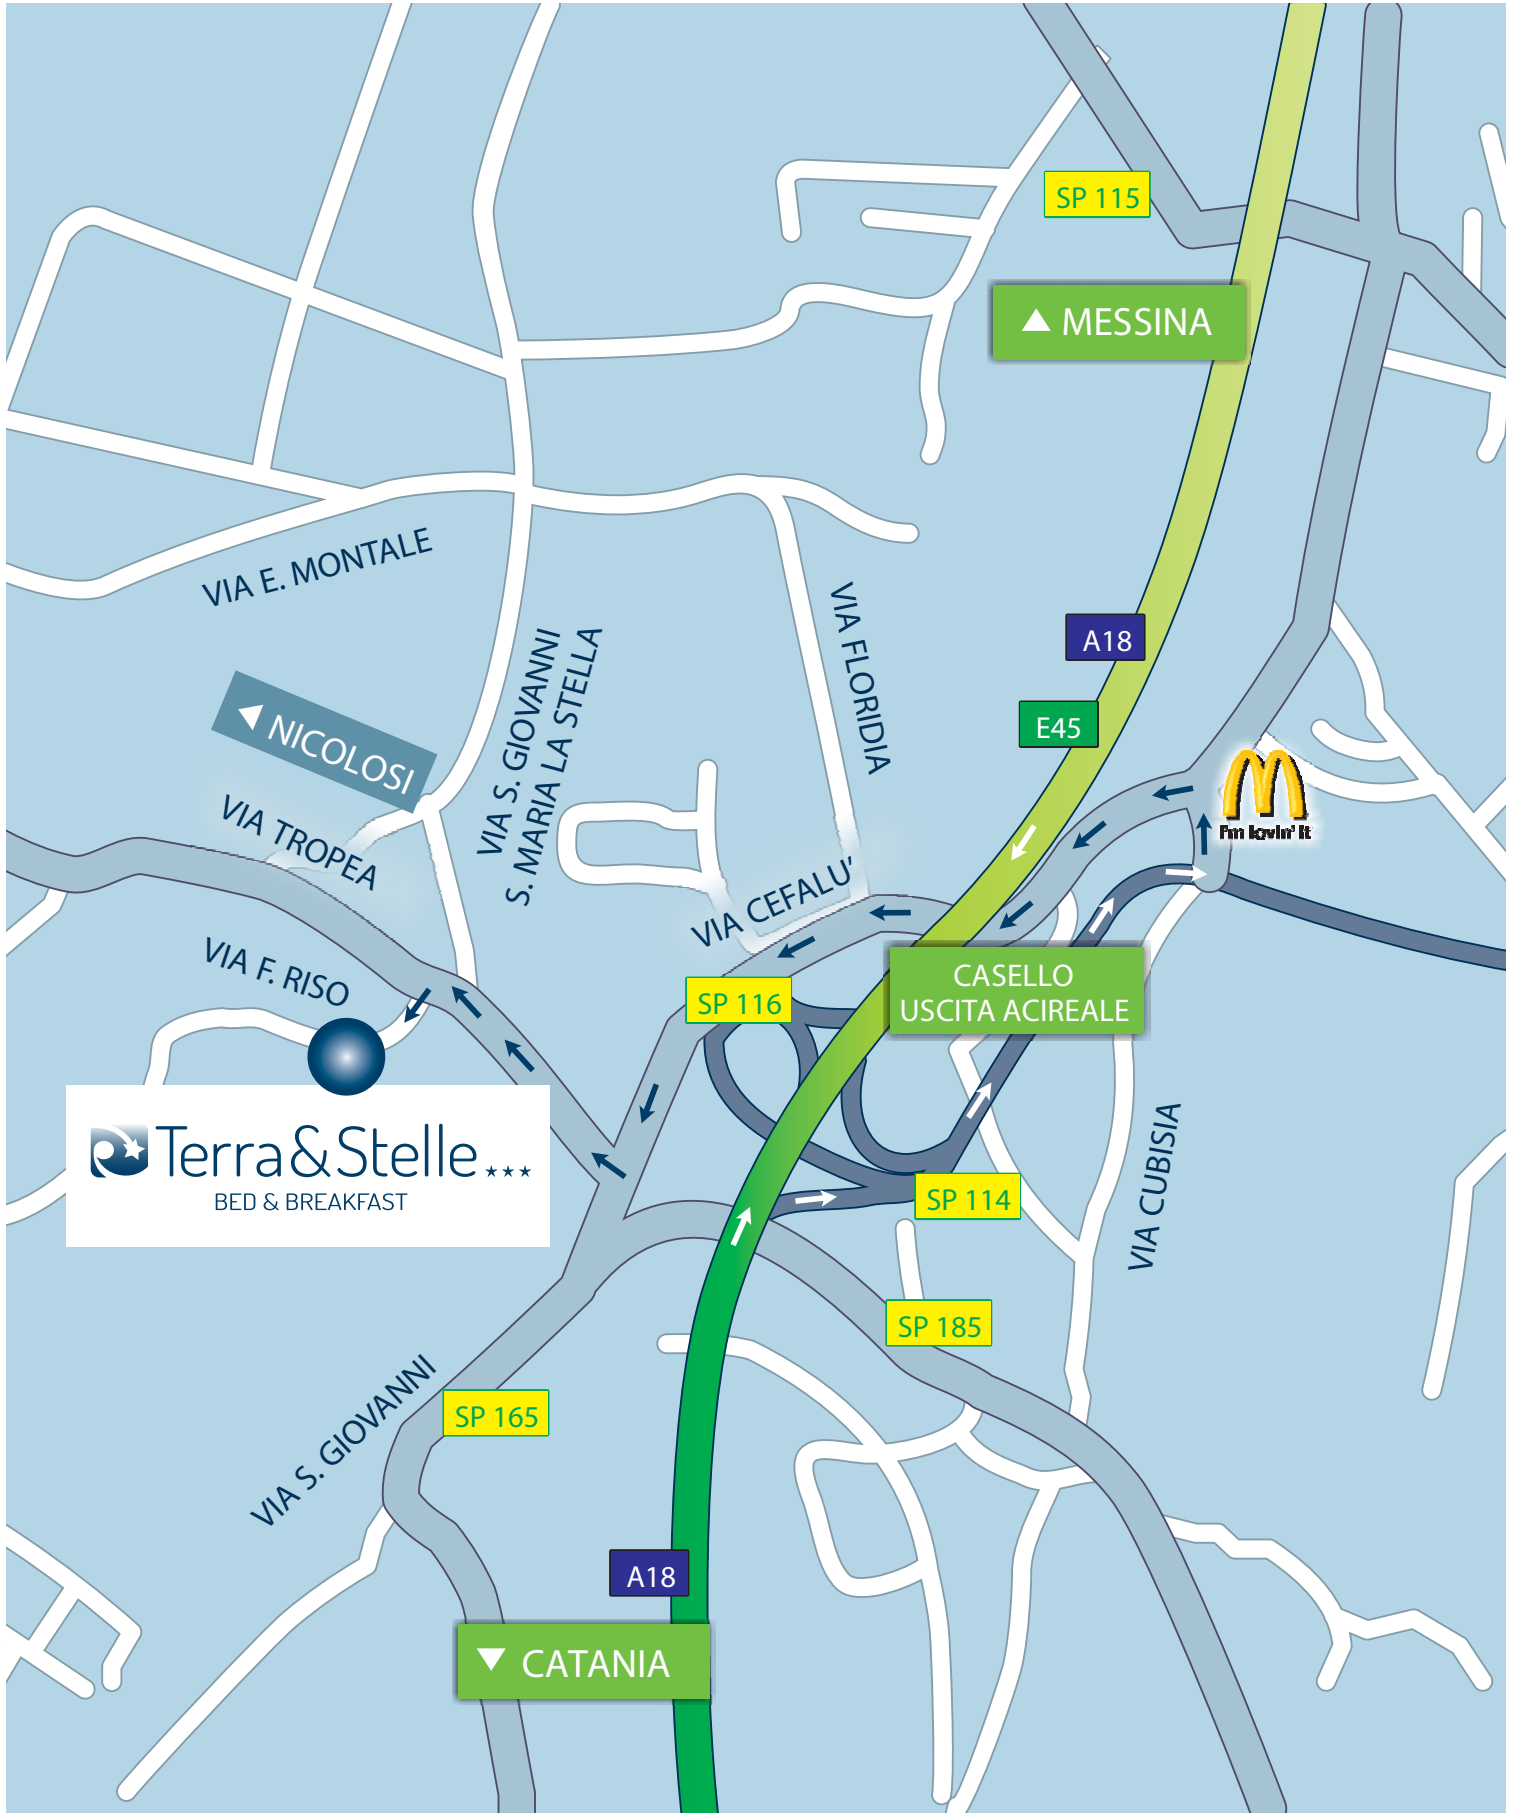 SP 115
MESSINA
VIA E. MONTALE
VIA FLORIDIA
A18
VIA S. GIOVANNI
S. MARIA LA STELLA
E45
NICOLOSI
VIA TROPEA
I'm lovin' it
VIA CEFALU'
VIA F. RISO
SP 116
CASELLO
USCITA ACIREALE
Terra&Stelle
BED & BREAKFAST
SP 114
VIA CUBISIA
SP 185
VIA S. GIOVANNI
SP 165
A18
CATANIA